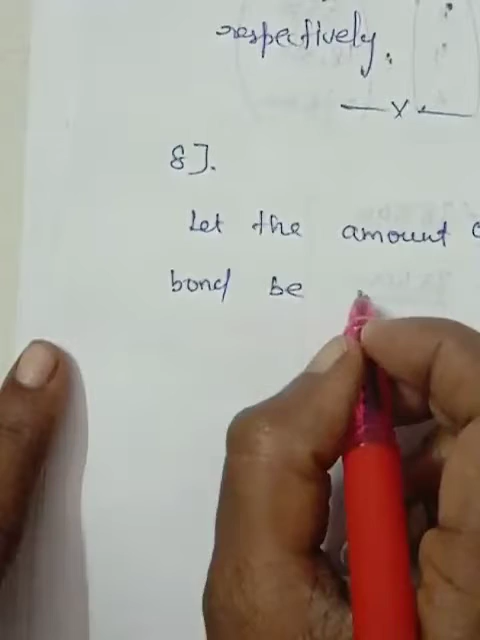 respectively.
— x —
8].
Let the amount
bond be